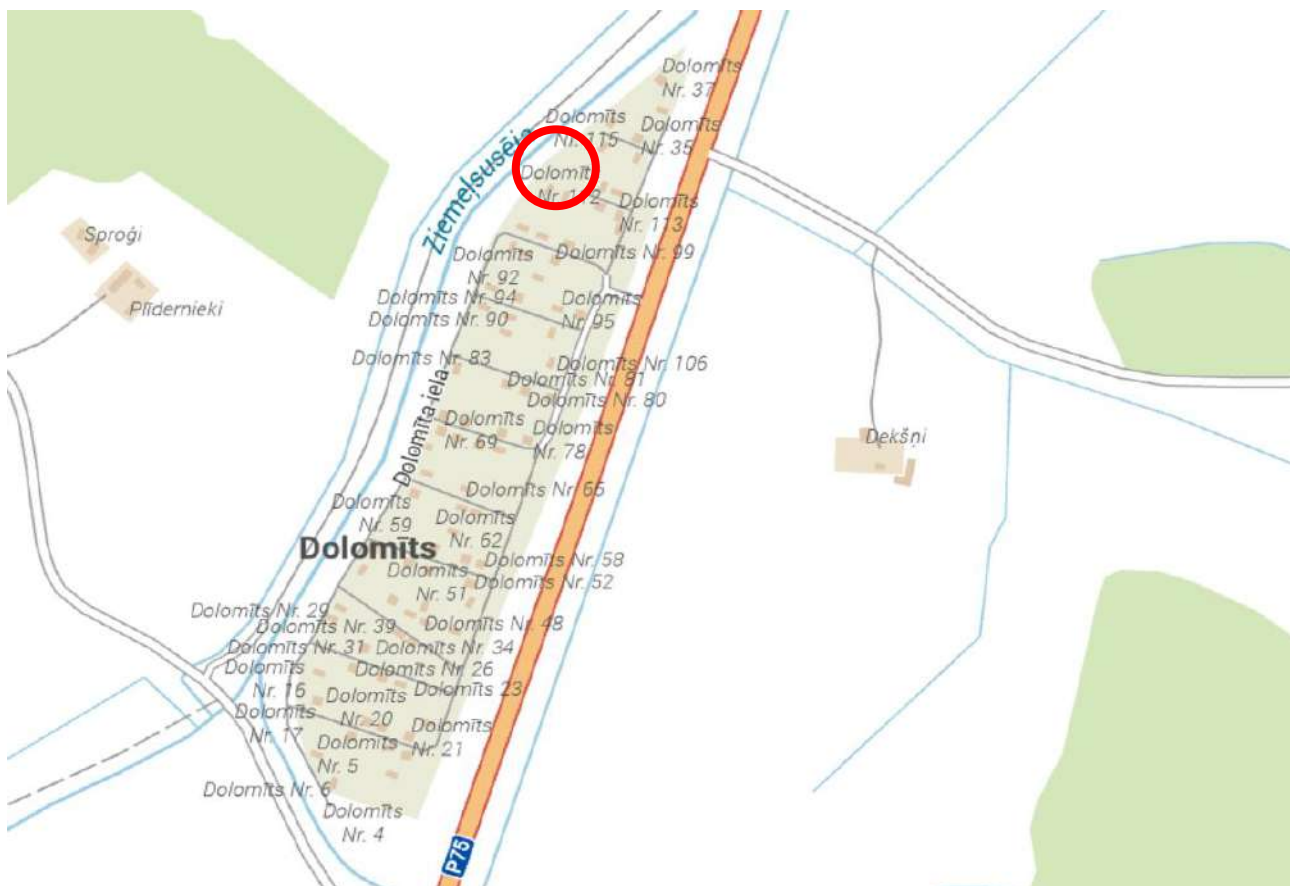 Dolomīts
Nr. 37
Dolomīts
Nr. 115
Dolomīts
Nr. 35
Ziemeļsusēja
Dolomīts
Nr. 112
Dolomīts
Nr. 113
Sproģi
Plīdernieki
Dolomīts
Nr. 92
Dolomīts Nr. 99
Dolomīts Nr. 94
Dolomīts Nr. 90
Dolomīts
Nr. 95
Dolomīts Nr. 83
Dolomīts Nr. 106
Dolomīts Nr. 81
Dolomīts Nr. 80
Dolomīta iela
Dolomīts
Nr. 69
Dolomīts
Nr. 78
Dekšņi
Dolomīts Nr. 65
Dolomīts
Nr. 59
Dolomīts
Nr. 62
Dolomīts
Dolomīts Nr. 58
Dolomīts
Nr. 51
Dolomīts Nr. 52
Dolomīts Nr. 29
Dolomīts Nr. 39
Dolomīts Nr. 48
Dolomīts Nr. 31
Dolomīts Nr. 34
Dolomīts
Nr. 16
Dolomīts Nr. 26
Dolomīts 23
Dolomīts
Nr. 20
Dolomīts
Nr. 17
Dolomīts
Nr. 21
Dolomīts
Nr. 5
Dolomīts Nr. 6
Dolomīts
Nr. 4
P75